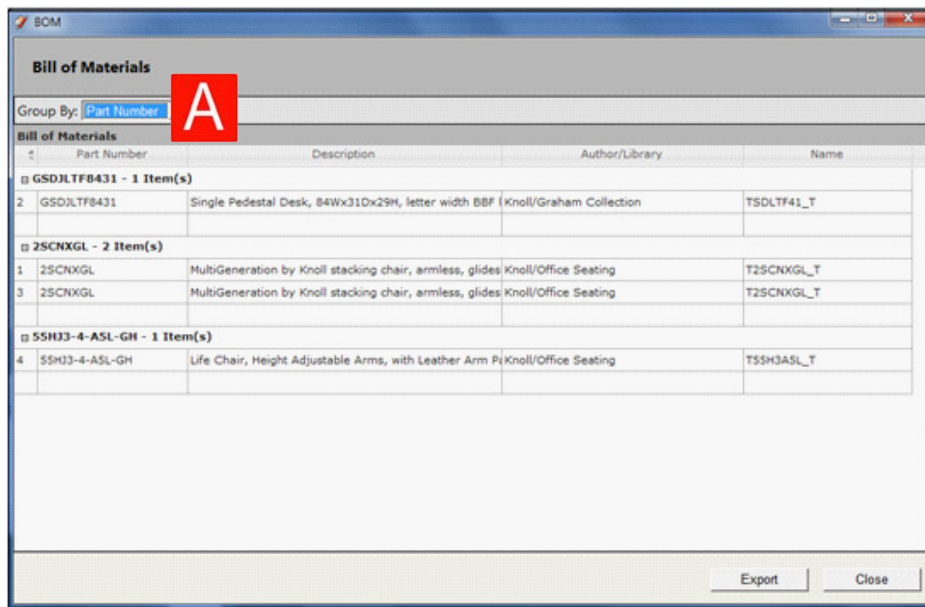 BOM
Bill of Materials
Group By: Part Number
A
Bill of Materials
Part Number Description Author/Library Name
GSDJLTF8431 - 1 Item(s)
2 GSDJLTF8431 Single Pedestal Desk, 84Wx31Dx29H, letter width BBF Knoll/Graham Collection TSDLTF41_T
2SCNXGL - 2 Item(s)
1 2SCNXGL MultiGeneration by Knoll stacking chair, armless, glides Knoll/Office Seating T2SCNXGL_T
3 2SCNXGL MultiGeneration by Knoll stacking chair, armless, glides Knoll/Office Seating T2SCNXGL_T
55HJ3-4-A5L-GH - 1 Item(s)
4 55HJ3-4-A5L-GH Life Chair, Height Adjustable Arms, with Leather Arm Knoll/Office Seating T55H3A5L_T
Export Close